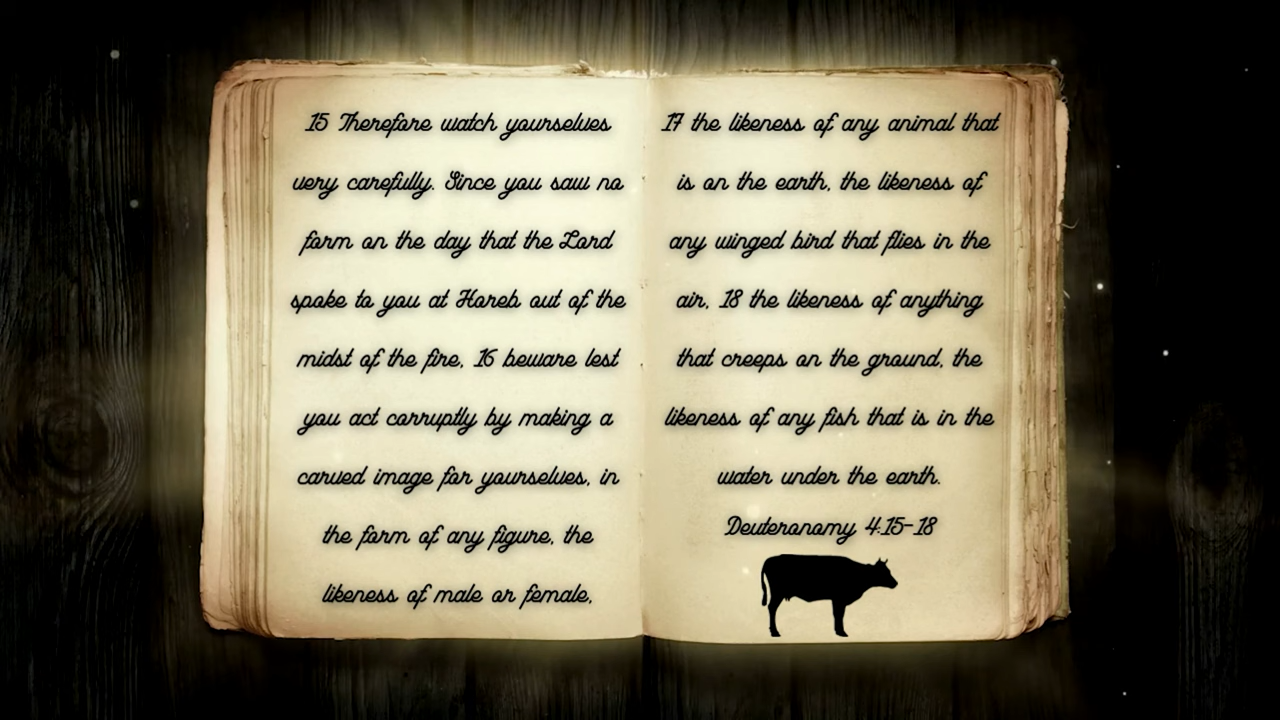 15 Therefore watch yourselves
very carefully. Since you saw no
form on the day that the Lord
spoke to you at Horeb out of the
midst of the fire, 16 beware lest
you act corruptly by making a
carved image for yourselves, in
the form of any figure, the
likeness of male or female,
17 the likeness of any animal that
is on the earth, the likeness of
any winged bird that flies in the
air, 18 the likeness of anything
that creeps on the ground, the
likeness of any fish that is in the
water under the earth.
Deuteronomy 4:15-18